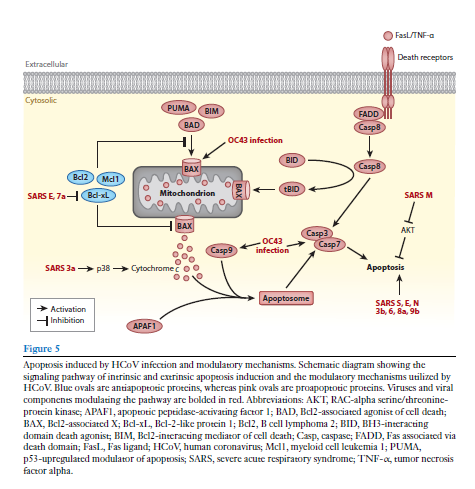 FasL/TNF-α
Death receptors
Extracellular
Cytosolic
PUMA
BIM
BAD
FADD
Casp8
OC43 infection
BAX
BID
Casp8
Bcl2
Mcl1
Mitochondrion
BAX
tBID
SARS E, 7a
Bcl-xL
SARS M
BAX
AKT
Casp3
Casp9
OC43
infection
Casp7
SARS 3a
p38
Cytochrome c
Apoptosis
Apoptosome
Activation
Inhibition
APAF1
SARS S, E, N
3b, 6, 8a, 9b
Figure 5
Apoptosis induced by HCoV infection and modulatory mechanisms. Schematic diagram showing the
signaling pathway of intrinsic and extrinsic apoptosis induction and the modulatory mechanisms utilized by
HCoV. Blue ovals are antiapoptotic proteins, whereas pink ovals are proapoptotic proteins. Viruses and viral
components modulating the pathway are bolded in red. Abbreviations: AKT, RAC-alpha serine/threonine-
protein kinase; APAF1, apoptotic peptidase-activating factor 1; BAD, Bcl2-associated agonist of cell death;
BAX, Bcl2-associated X; Bcl-xL, Bcl-2-like protein 1; Bcl2, B cell lymphoma 2; BID, BH3-interacting
domain death agonist; BIM, Bcl2-interacting mediator of cell death; Casp, caspase; FADD, Fas associated via
death domain; FasL, Fas ligand; HCoV, human coronavirus; Mcl1, myeloid cell leukemia 1; PUMA,
p53-upregulated modulator of apoptosis; SARS, severe acute respiratory syndrome; TNF-α, tumor necrosis
factor alpha.